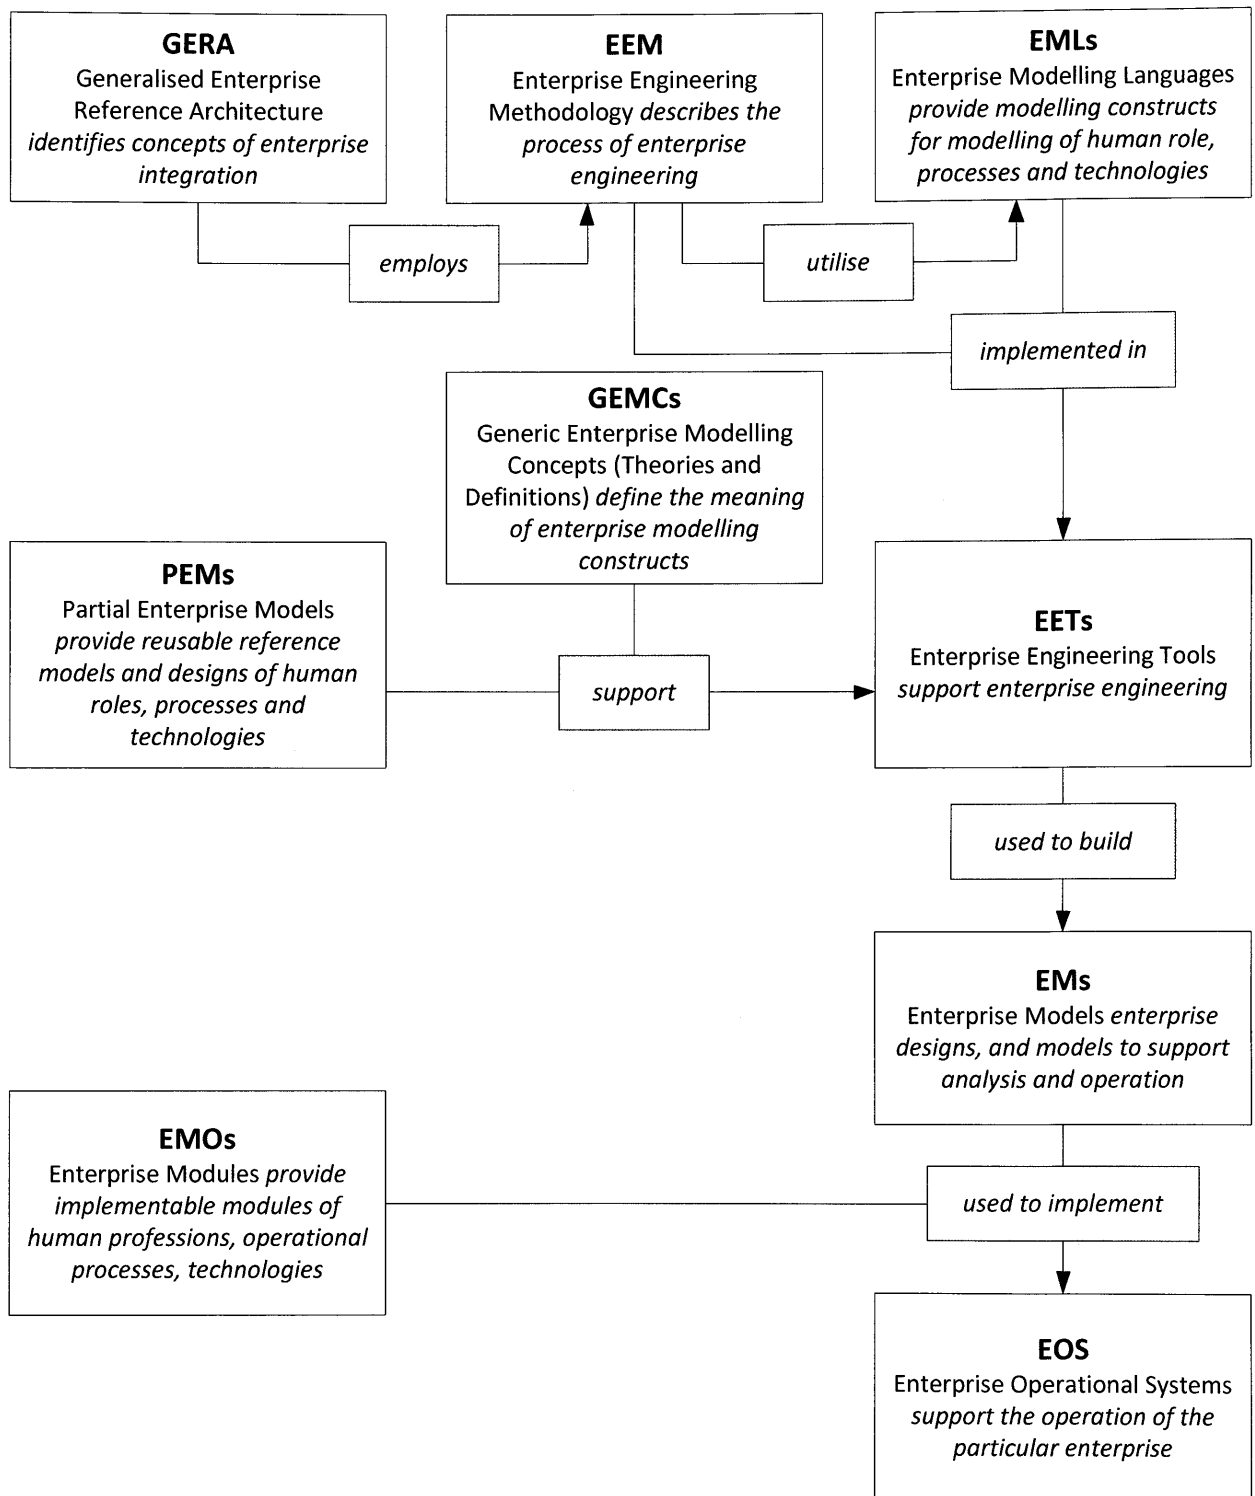 GERA
Generalised Enterprise
Reference Architecture
identifies concepts of enterprise
integration
EEM
Enterprise Engineering
Methodology describes the
process of enterprise
engineering
EMLs
Enterprise Modelling Languages
provide modelling constructs
for modelling of human role,
processes and technologies
employs
utilise
implemented in
GEMCs
Generic Enterprise Modelling
Concepts (Theories and
Definitions) define the meaning
of enterprise modelling
constructs
PEMs
Partial Enterprise Models
provide reusable reference
models and designs of human
roles, processes and
technologies
support
EETs
Enterprise Engineering Tools
support enterprise engineering
used to build
EMs
Enterprise Models enterprise
designs, and models to support
analysis and operation
EMOs
Enterprise Modules provide
implementable modules of
human professions, operational
processes, technologies
used to implement
EOS
Enterprise Operational Systems
support the operation of the
particular enterprise